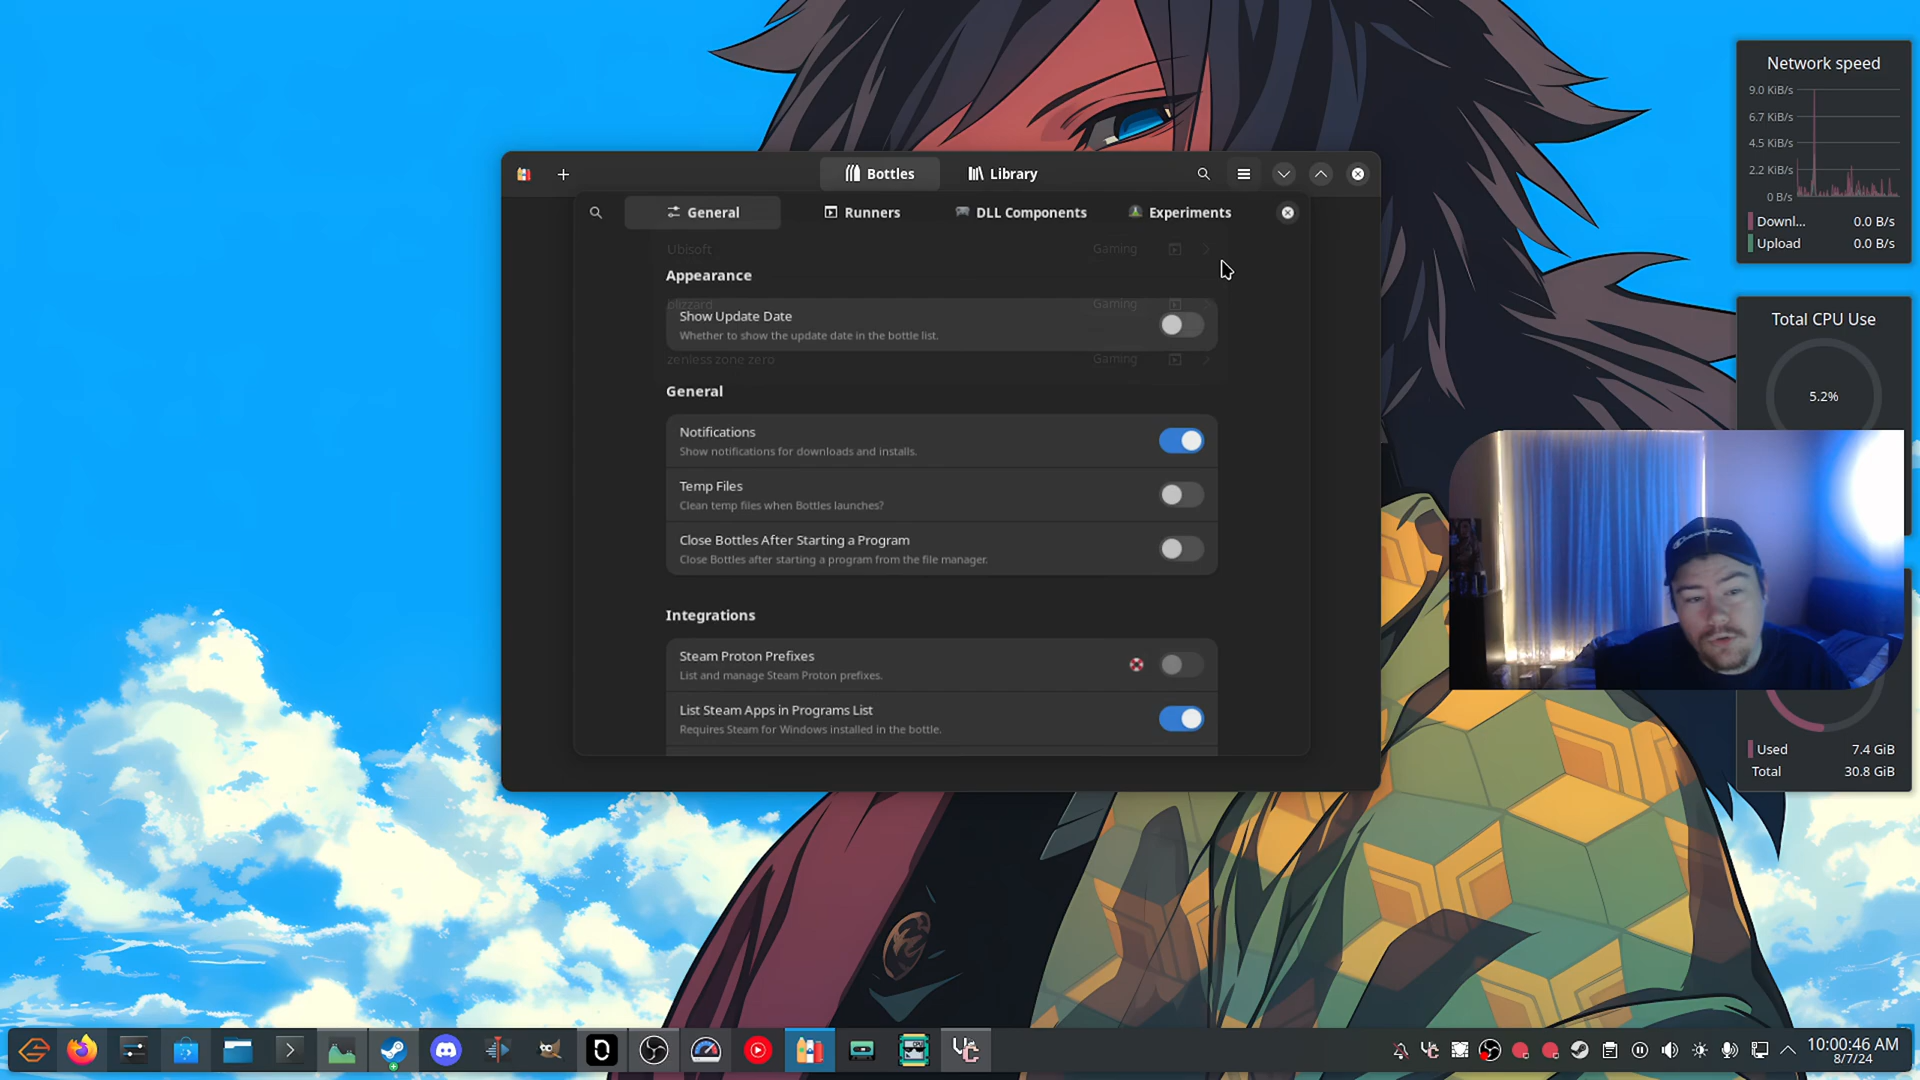 Bottles
Library
General
Runners
DLL Components
Experiments
Ubisoft
Gaming
Appearance
blizzard
Gaming
Show Update Date
Whether to show the update date in the bottle list.
zenless zone zero
Gaming
General
Notifications
Show notifications for downloads and installs.
Temp Files
Clean temp files when Bottles launches?
Close Bottles After Starting a Program
Close Bottles after starting a program from the file manager.
Integrations
Steam Proton Prefixes
List and manage Steam Proton prefixes.
List Steam Apps in Programs List
Requires Steam for Windows installed in the bottle.
Network speed
9.0 KiB/s
6.7 KiB/s
4.5 KiB/s
2.2 KiB/s
0 B/s
Downl... 0.0 B/s
Upload 0.0 B/s
Total CPU Use
5.2%
Champion
Used 7.4 GiB
Total 30.8 GiB
10:00:46 AM
8/7/24